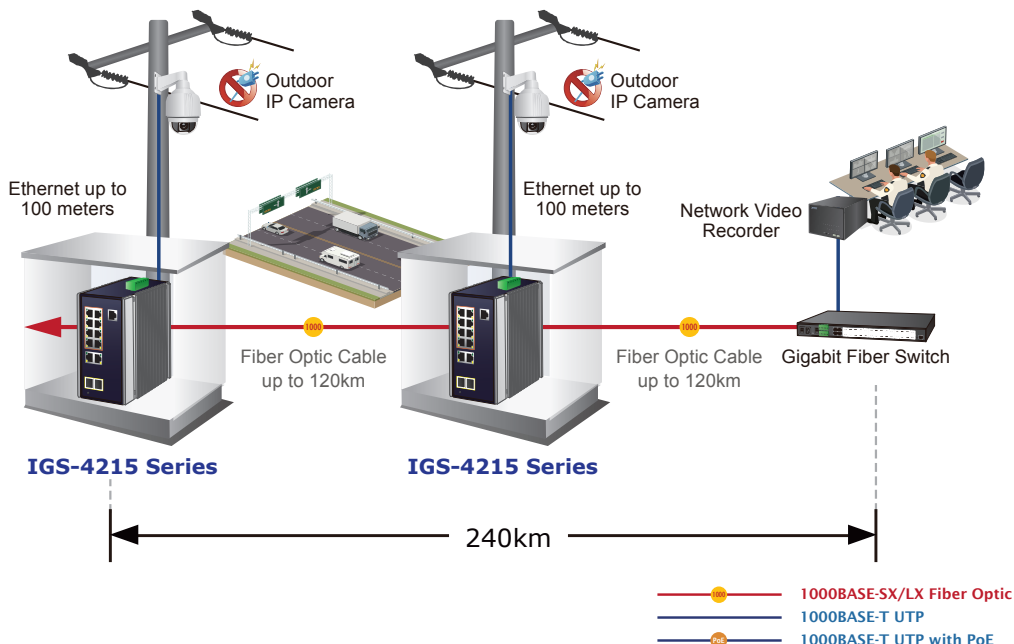 Outdoor
IP Camera
Outdoor
IP Camera
Ethernet up to
100 meters
Ethernet up to
100 meters
Network Video
Recorder
1000
1000
Fiber Optic Cable
up to 120km
Fiber Optic Cable
up to 120km
Gigabit Fiber Switch
IGS-4215 Series
IGS-4215 Series
240km
1000 1000BASE-SX/LX Fiber Optic
1000BASE-T UTP
PoE 1000BASE-T UTP with PoE